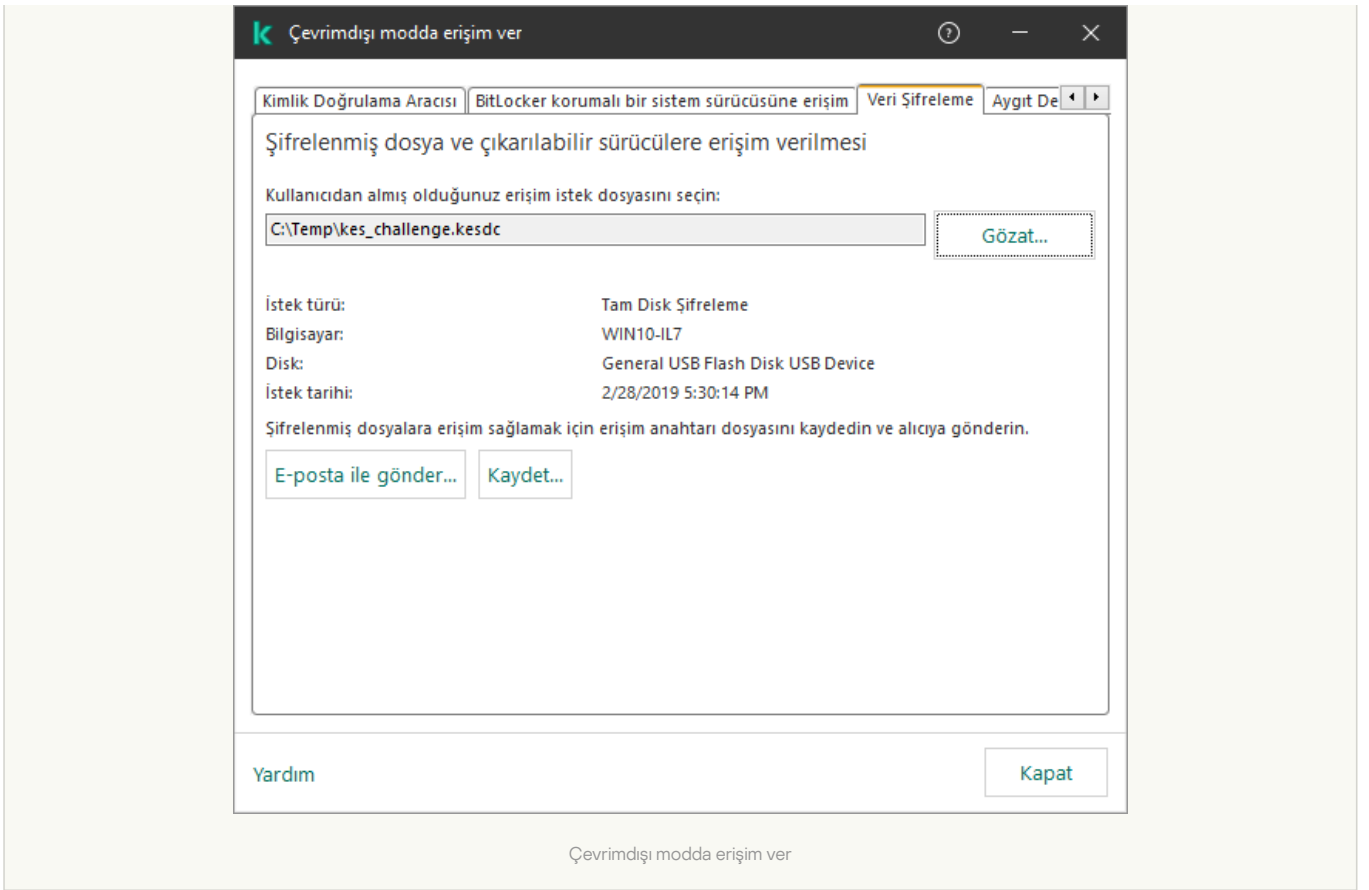 Çevrimdışı modda erişim ver
Kimlik Doğrulama Aracısı BitLocker korumalı bir sistem sürücüsüne erişim Veri Şifreleme Aygıt De
Şifrelenmiş dosya ve çıkarılabilir sürücülere erişim verilmesi
Kullanıcıdan almış olduğunuz erişim istek dosyasını seçin:
C:\Temp\kes_challenge.kesdc Gözat...
İstek türü: Tam Disk Şifreleme
Bilgisayar: WIN10-IL7
Disk: General USB Flash Disk USB Device
İstek tarihi: 2/28/2019 5:30:14 PM
Şifrelenmiş dosyalara erişim sağlamak için erişim anahtarı dosyasını kaydedin ve alıcıya gönderin.
E-posta ile gönder... Kaydet...
Yardım Kapat
Çevrimdışı modda erişim ver